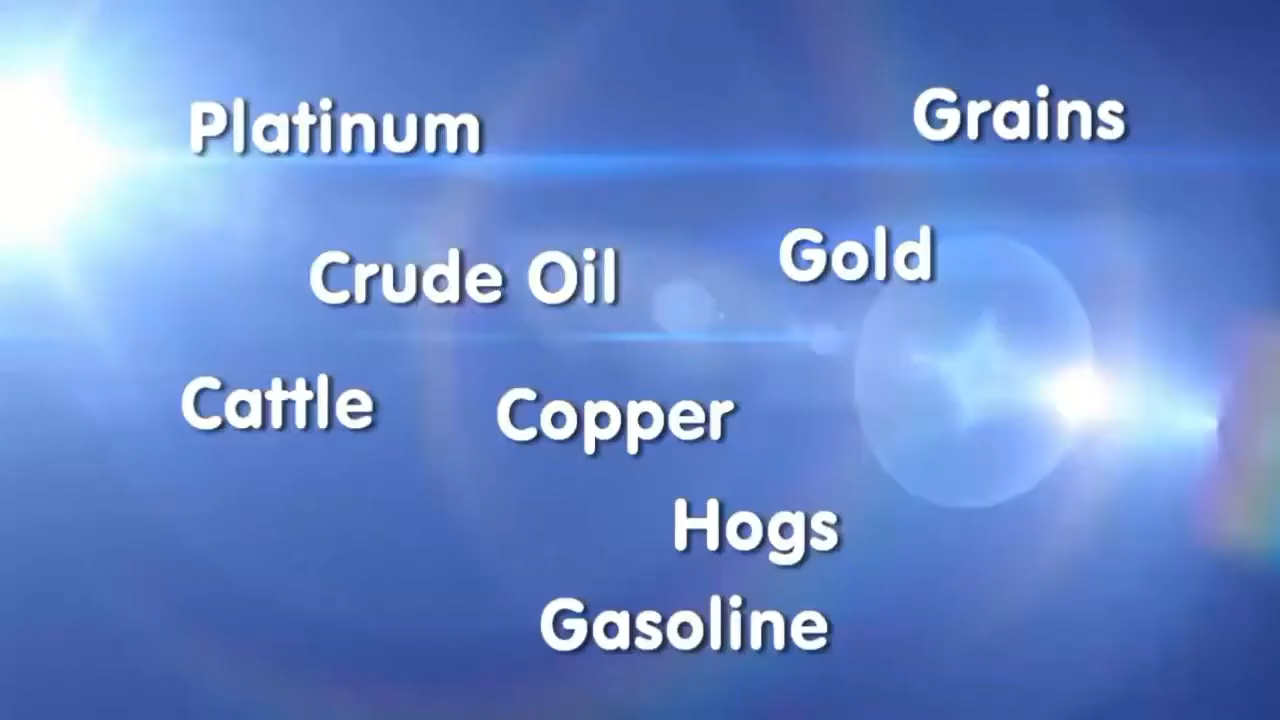 Platinum
Grains
Crude Oil
Gold
Cattle
Copper
Hogs
Gasoline